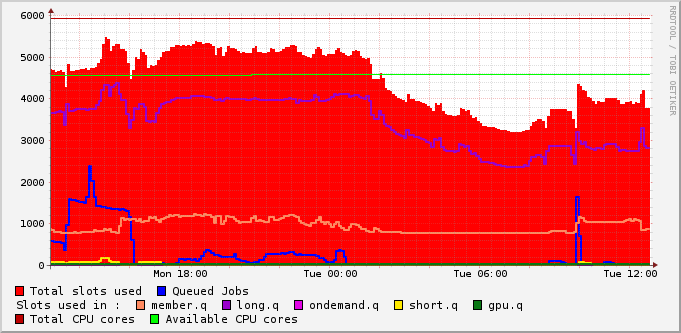 6000
5000
4000
3000
2000
1000
0
Mon 18:00 Tue 00:00 Tue 06:00 Tue 12:00
Total slots used Queued Jobs
Slots used in : member.q long.q ondemand.q short.q gpu.q
Total CPU cores Available CPU cores
RRDTOOL / TOBI OETIKER